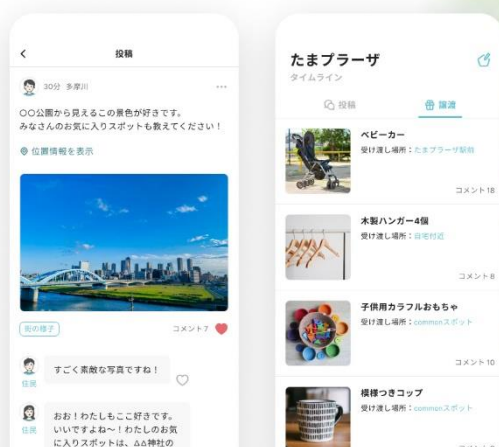 投稿
30分 多摩川
○○公園から見えるこの景色が好きです。
みなさんのお気に入りスポットも教えてください！
位置情報を表示
街の様子
コメント7
すごく素敵な写真ですね！
住民
おお！わたしもここ好きです。
いいですよね〜！わたしのお気
に入りスポットは、△△神社の
住民
たまプラーザ
タイムライン
投稿
譲渡
ベビーカー
受け渡し場所：たまプラーザ駅前
コメント18
木製ハンガー4個
受け渡し場所：自宅付近
コメント8
子供用カラフルおもちゃ
受け渡し場所：commonスポット
コメント10
模様つきコップ
受け渡し場所：commonスポット